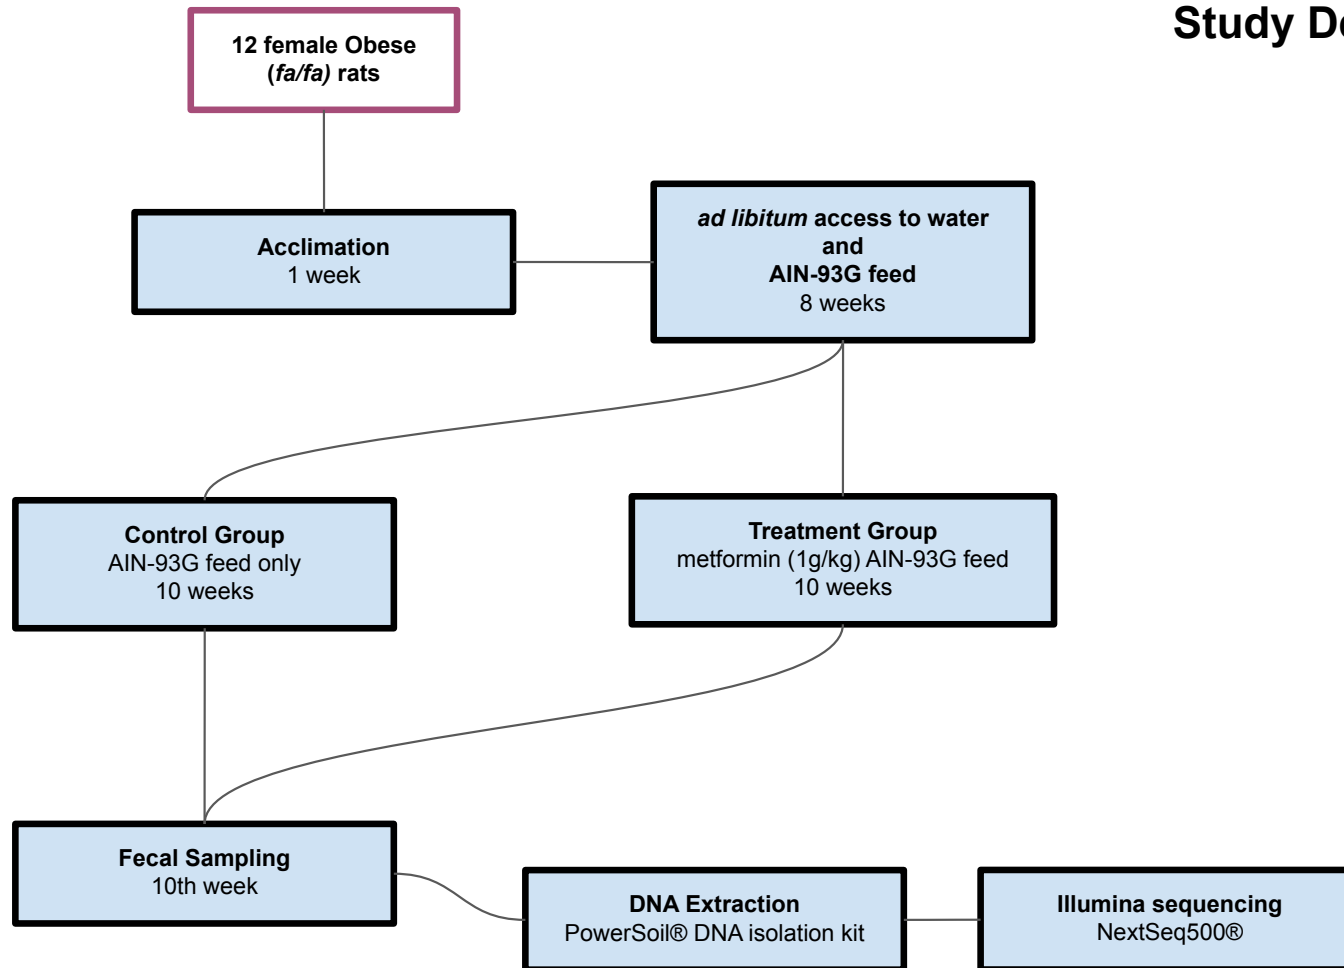 Study De
12 female Obese
(fa/fa) rats
Acclimation
1 week
ad libitum access to water
and
AIN-93G feed
8 weeks
Control Group
AIN-93G feed only
10 weeks
Treatment Group
metformin (1g/kg) AIN-93G feed
10 weeks
Fecal Sampling
10th week
DNA Extraction
PowerSoil® DNA isolation kit
Illumina sequencing
NextSeq500®